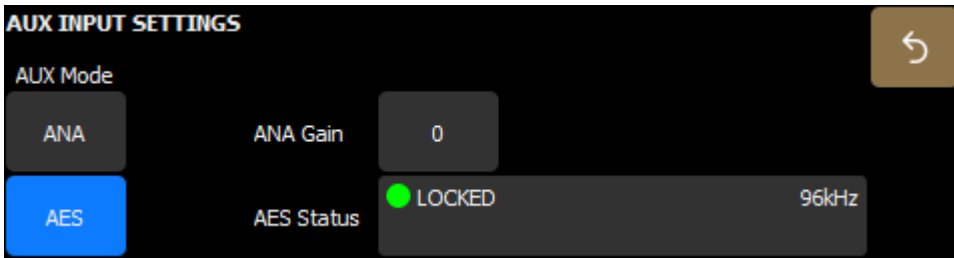 AUX INPUT SETTINGS
AUX Mode
ANA ANA Gain 0
AES AES Status LOCKED 96kHz